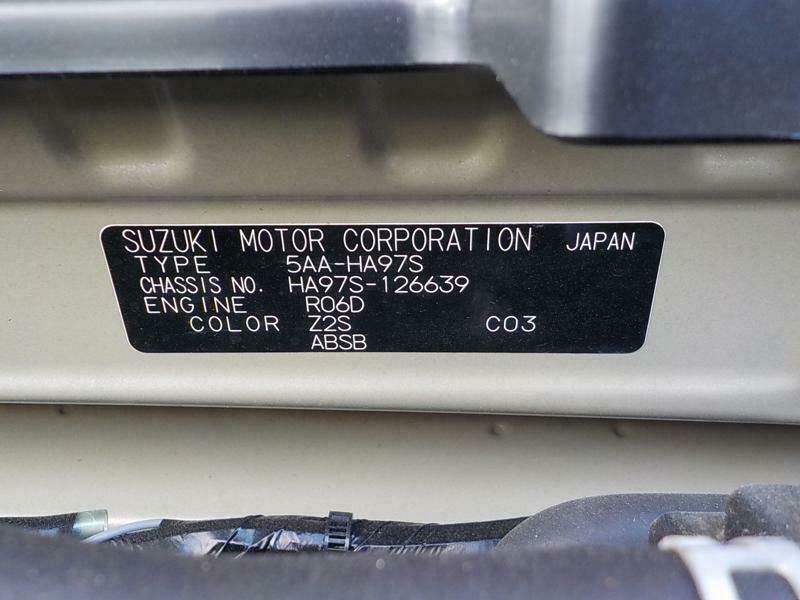 SUZUKI MOTOR CORPORATION JAPAN
TYPE 5AA-HA97S
CHASSIS NO. HA97S-126639
ENGINE R06D
COLOR Z2S C03
ABSB